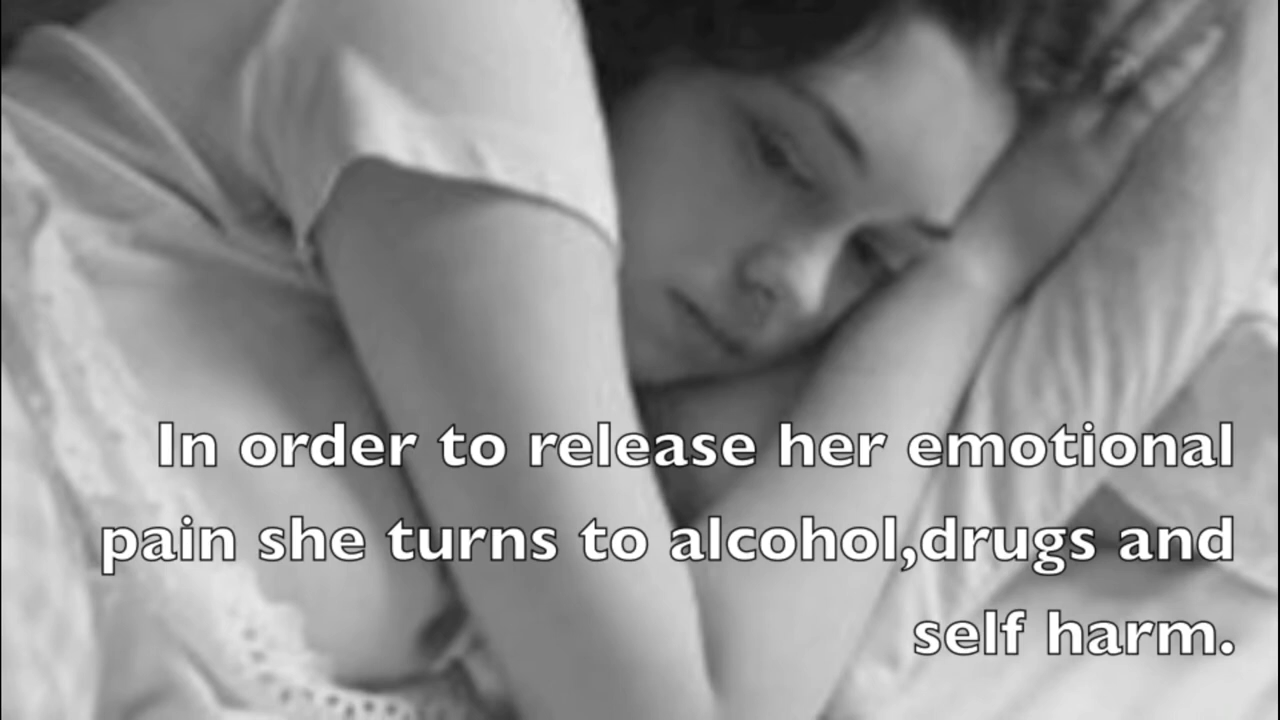 In order to release her emotional
pain she turns to alcohol,drugs and
self harm.